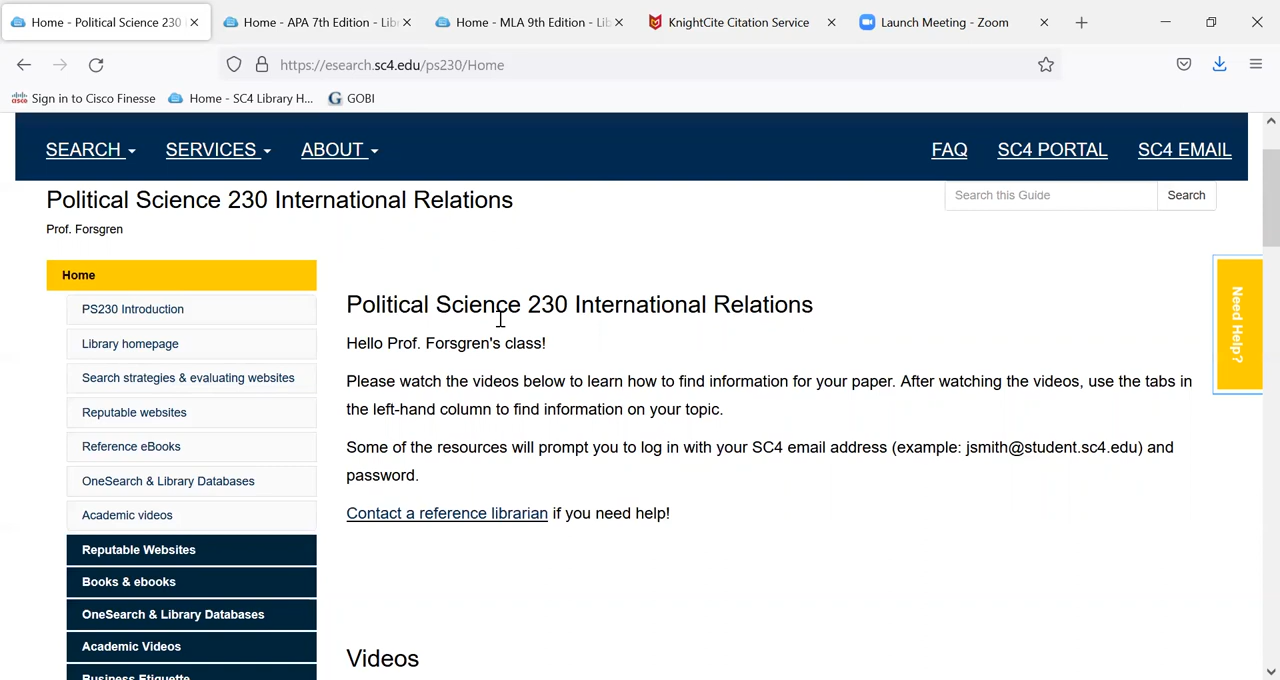 Home - Political Science 230
Home - APA 7th Edition - Lib
Home - MLA 9th Edition - Lib
KnightCite Citation Service
Launch Meeting - Zoom
https://esearch.sc4.edu/ps230/Home
Sign in to Cisco Finesse
Home - SC4 Library H...
GOBI
SEARCH
SERVICES
ABOUT
FAQ
SC4 PORTAL
SC4 EMAIL
Political Science 230 International Relations
Search this Guide
Search
Prof. Forsgren
Home
PS230 Introduction
Library homepage
Search strategies & evaluating websites
Reputable websites
Reference eBooks
OneSearch & Library Databases
Academic videos
Reputable Websites
Books & ebooks
OneSearch & Library Databases
Academic Videos
Business Etiquette
Political Science 230 International Relations
Hello Prof. Forsgren's class!
Please watch the videos below to learn how to find information for your paper. After watching the videos, use the tabs in
the left-hand column to find information on your topic.
Some of the resources will prompt you to log in with your SC4 email address (example: jsmith@student.sc4.edu) and
password.
Contact a reference librarian if you need help!
Videos
Need Help?